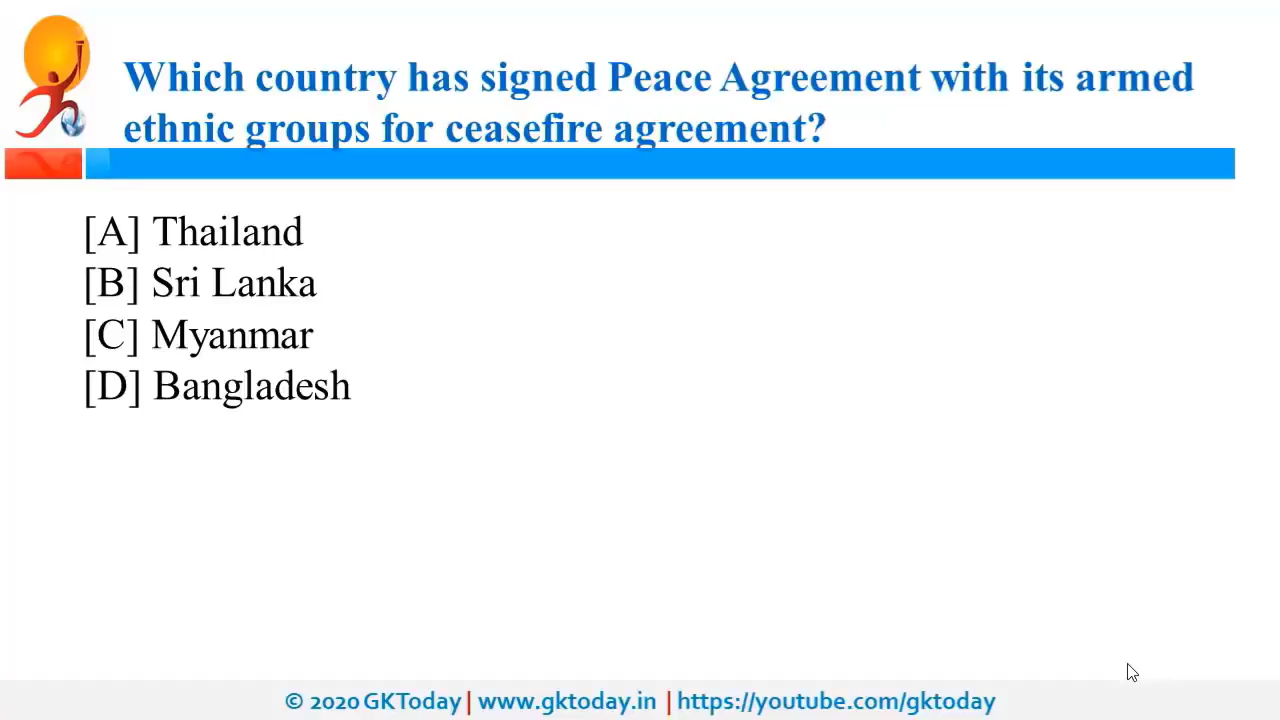 Which country has signed Peace Agreement with its armed
ethnic groups for ceasefire agreement?
[A] Thailand
[B] Sri Lanka
[C] Myanmar
[D] Bangladesh
© 2020 GKToday | www.gktoday.in | https://youtube.com/gktoday